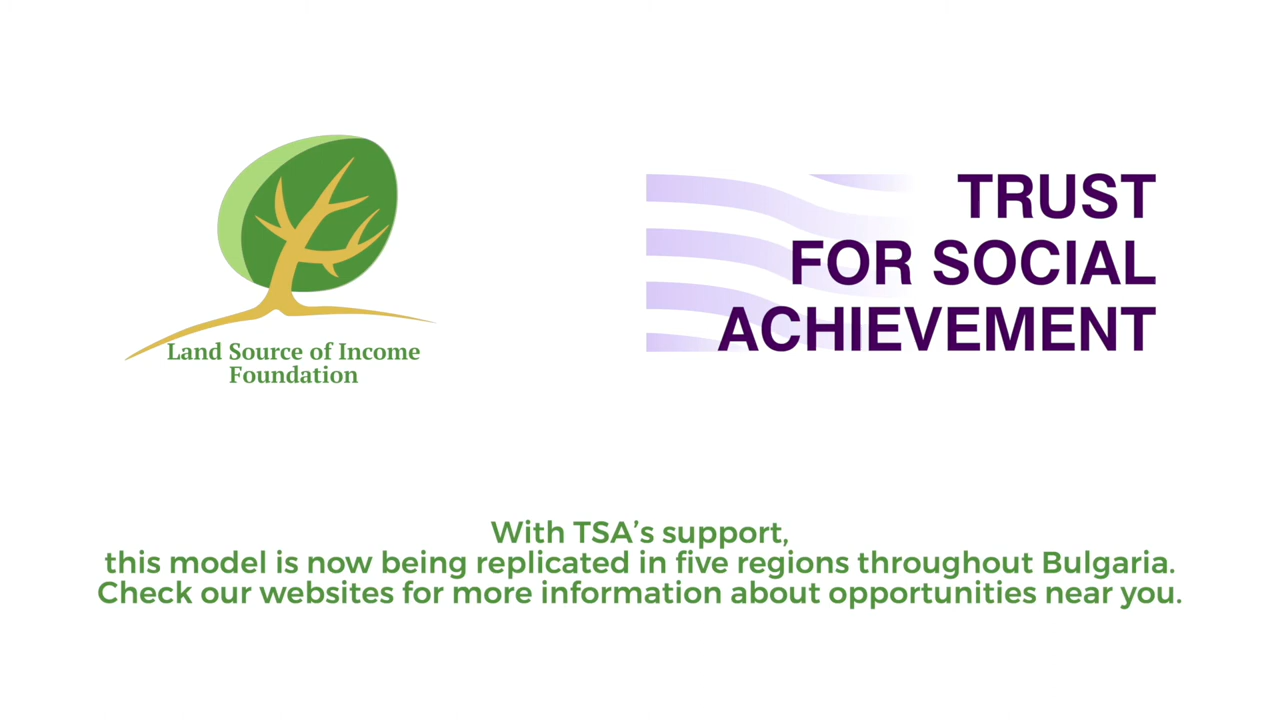 Land Source of Income
Foundation
TRUST
FOR SOCIAL
ACHIEVEMENT
With TSA’s support,
this model is now being replicated in five regions throughout Bulgaria.
Check our websites for more information about opportunities near you.